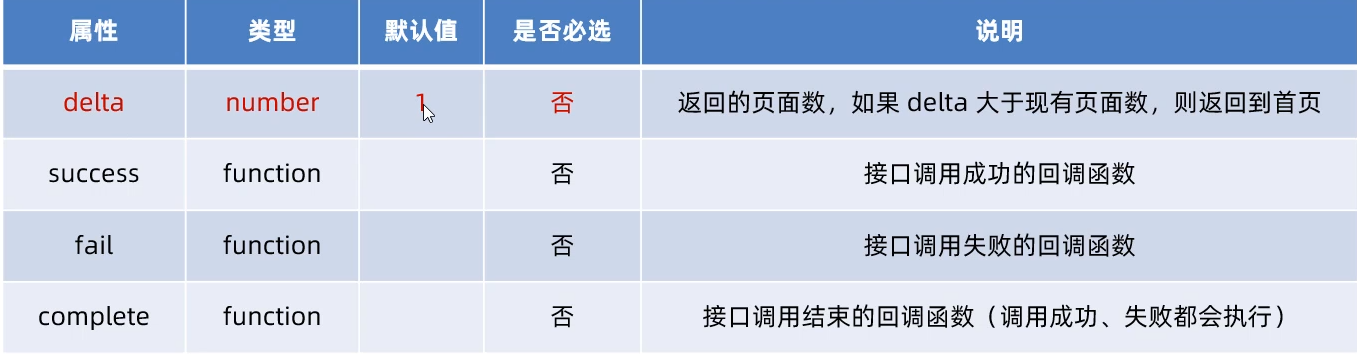 属性 类型 默认值 是否必选 说明
delta number 1 否 返回的页面数，如果 delta 大于现有页面数，则返回到首页
success function 否 接口调用成功的回调函数
fail function 否 接口调用失败的回调函数
complete function 否 接口调用结束的回调函数（调用成功、失败都会执行）